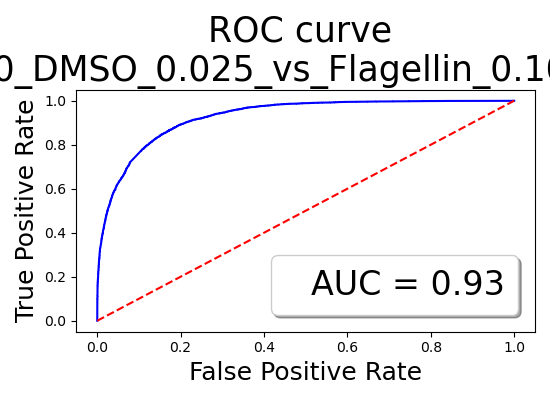 ROC curve
0_DMSO_0.025_vs_Flagellin_0.10
1.0
0.8
0.6
0.4
0.2
0.0
True Positive Rate
AUC = 0.93
0.0 0.2 0.4 0.6 0.8 1.0
False Positive Rate